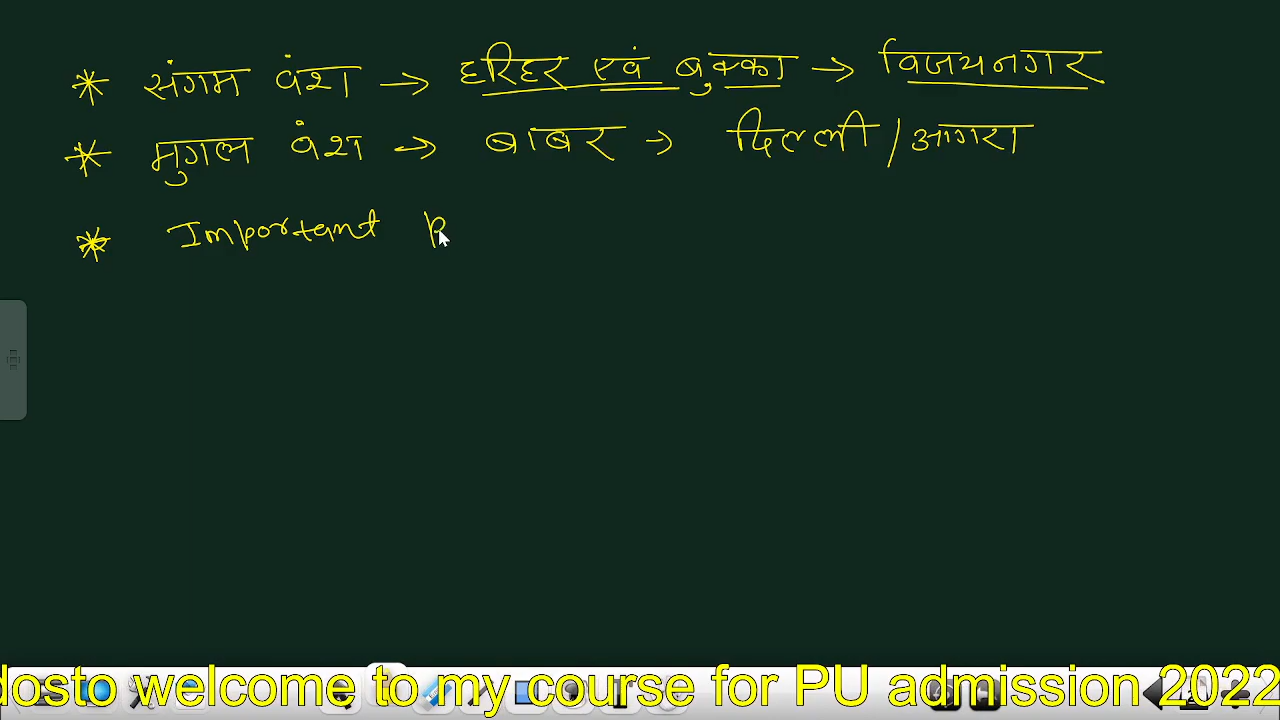 * संगम वंश → हरिहर एवं बुक्का → विजयनगर
* मुगल वंश → बाबर → दिल्ली / आगरा
* Important
dosto welcome to my course for PU admission 2022